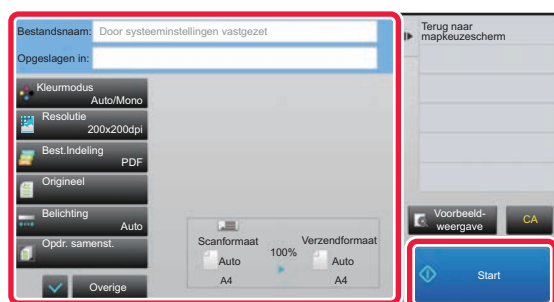 Bestandsnaam: Door systeeminstellingen vastgezet
Opgeslagen in:
Kleurmodus
Auto/Mono
Resolutie
200x200dpi
Best.Indeling
PDF
Origineel
Belichting
Auto
Opdr. samenst.
Overige
Scanformaat
Auto
A4
100%
Verzendformaat
Auto
A4
Terug naar
mapkeuzescherm
Voorbeeld-
weergave
CA
Start